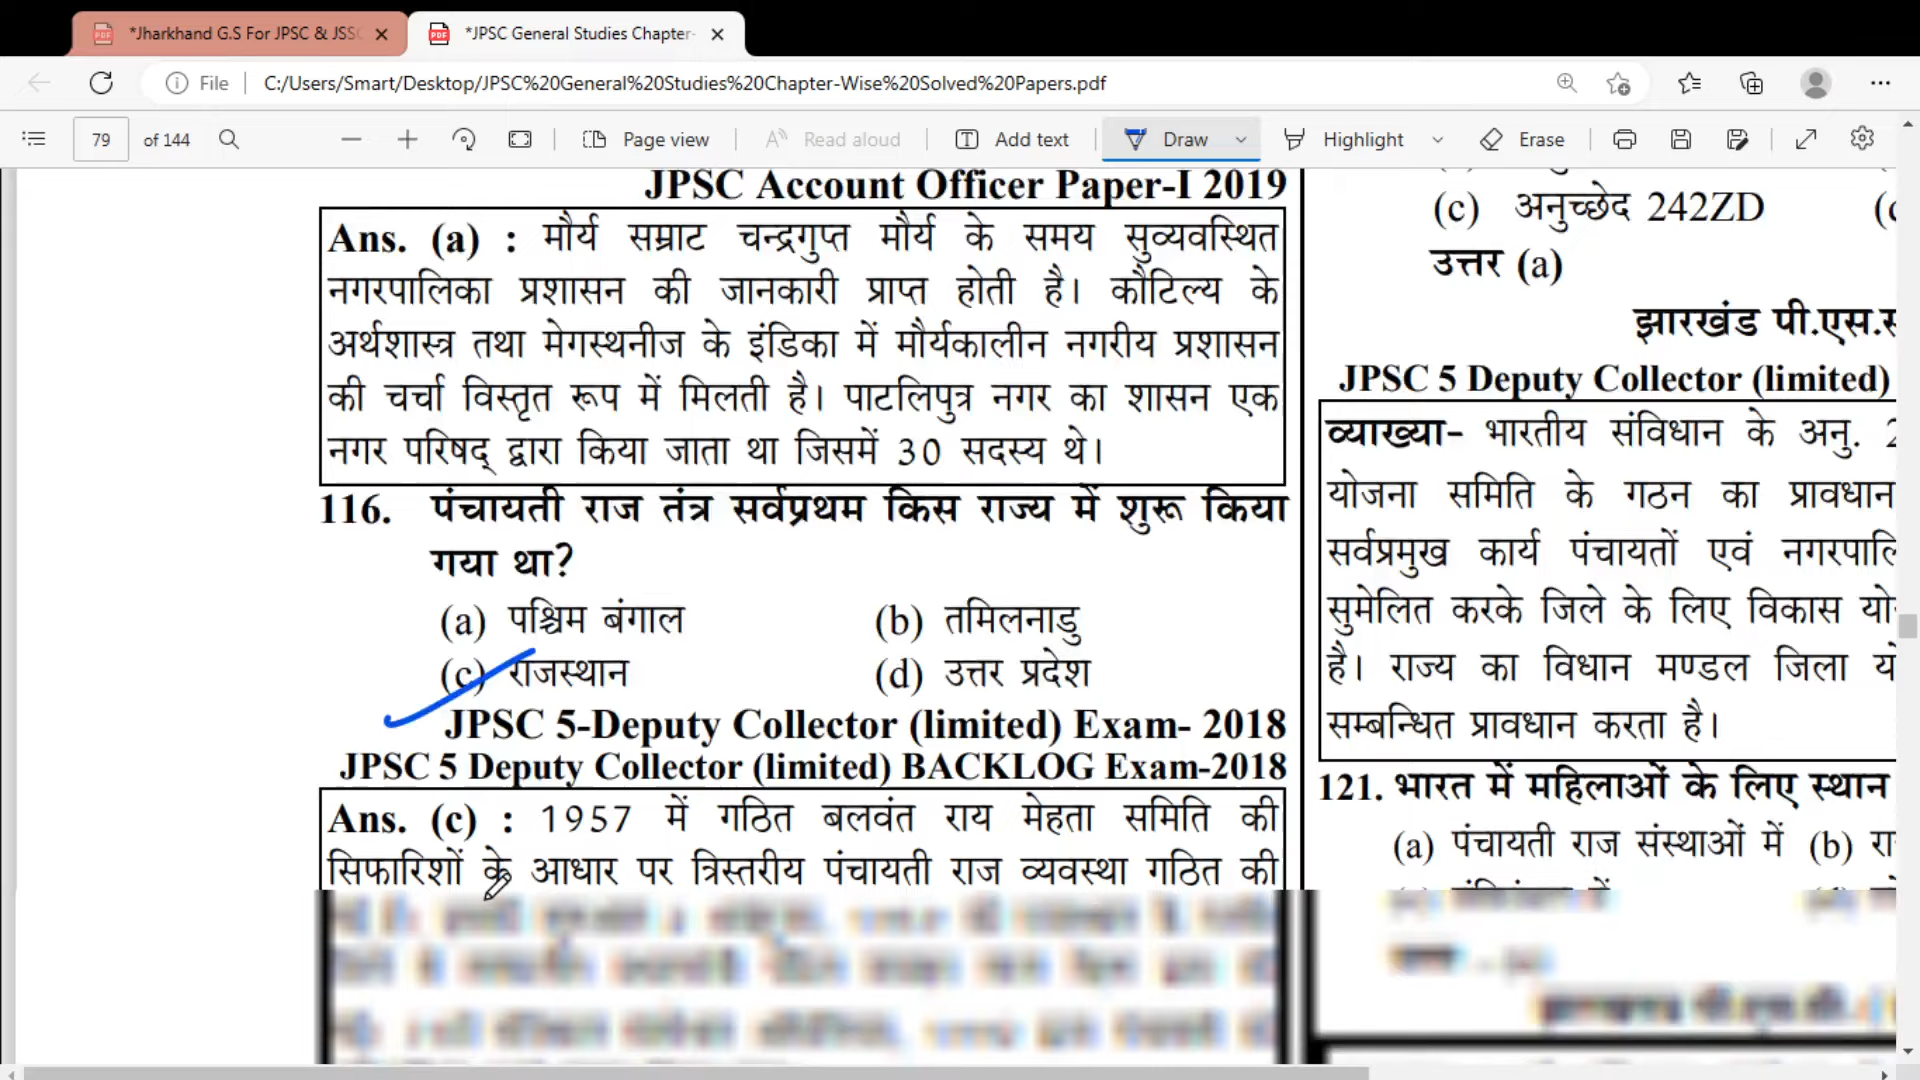 *Jharkhand G.S For JPSC & JSSC
*JPSC General Studies Chapter-
File C:/Users/Smart/Desktop/JPSC%20General%20Studies%20Chapter-Wise%20Solved%20Papers.pdf
79 of 144 Page view Read aloud Add text Draw Highlight Erase
JPSC Account Officer Paper-I 2019
Ans. (a) : मौर्य सम्राट चन्द्रगुप्त मौर्य के समय सुव्यवस्थित
नगरपालिका प्रशासन की जानकारी प्राप्त होती है। कौटिल्य के
अर्थशास्त्र तथा मेगस्थनीज के इंडिका में मौर्यकालीन नगरीय प्रशासन
की चर्चा विस्तृत रूप में मिलती है। पाटलिपुत्र नगर का शासन एक
नगर परिषद् द्वारा किया जाता था जिसमें 30 सदस्य थे।
116. पंचायती राज तंत्र सर्वप्रथम किस राज्य में शुरू किया
गया था?
(a) पश्चिम बंगाल (b) तमिलनाडु
(c) राजस्थान (d) उत्तर प्रदेश
JPSC 5-Deputy Collector (limited) Exam- 2018
JPSC 5 Deputy Collector (limited) BACKLOG Exam-2018
Ans. (c) : 1957 में गठित बलवंत राय मेहता समिति की
सिफारिशों के आधार पर त्रिस्तरीय पंचायती राज व्यवस्था गठित की
(c) अनुच्छेद 242ZD
उत्तर (a)
झारखंड पी.एस.
JPSC 5 Deputy Collector (limited)
व्याख्या- भारतीय संविधान के अनु. 2
योजना समिति के गठन का प्रावधान
सर्वप्रमुख कार्य पंचायतों एवं नगरपालि
सुमेलित करके जिले के लिए विकास यो
है। राज्य का विधान मण्डल जिला यो
सम्बन्धित प्रावधान करता है।
121. भारत में महिलाओं के लिए स्थान
(a) पंचायती राज संस्थाओं में (b) रा